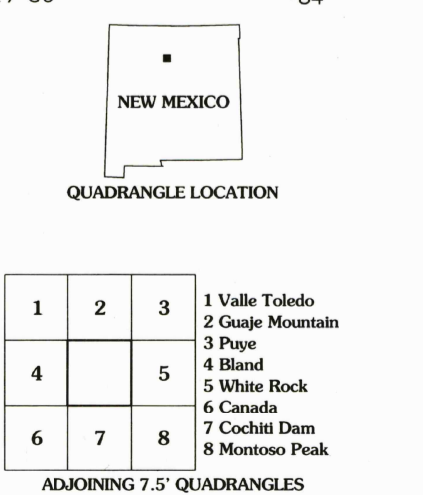 NEW MEXICO
QUADRANGLE LOCATION
1 2 3
4 5
6 7 8
1 Valle Toledo
2 Guaje Mountain
3 Puye
4 Bland
5 White Rock
6 Canada
7 Cochiti Dam
8 Montoso Peak
ADJOINING 7.5' QUADRANGLES